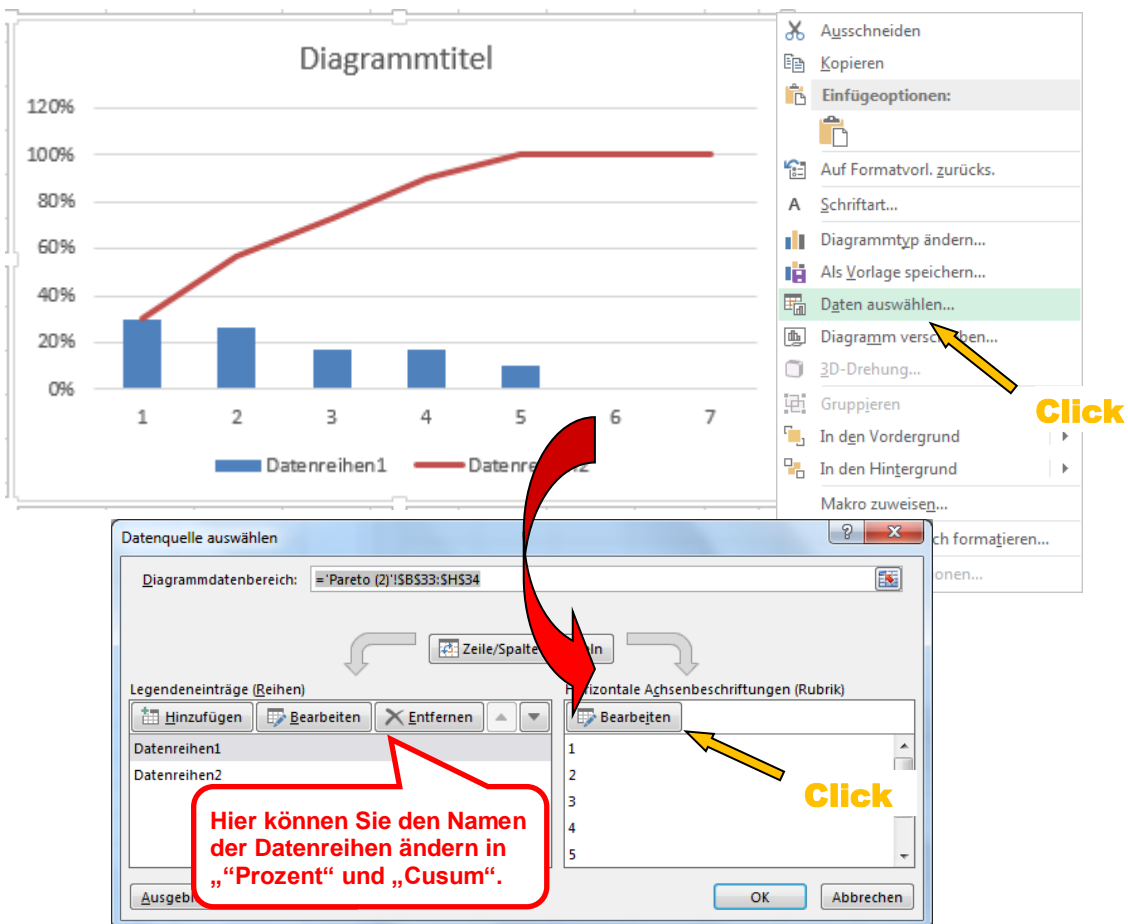 Diagrammtitel
120%
100%
80%
60%
40%
20%
0%
1 2 3 4 5 6 7
Datenreihen1
Ausschneiden
Kopieren
Einfügeoptionen:
Auf Formatvorl. zurücks.
A Schriftart...
Diagrammtyp ändern...
Als Vorlage speichern...
Daten auswählen...
Diagramm
3D-Drehung...
Gruppieren
In den Vordergrund
In den Hintergrund
Makro zuweisen...
ch formatieren...
onen...
Click
Datenquelle auswählen
Diagrammdatenbereich: ='Pareto (2)'!$B$33:$H$34
Zeile/Spalte
Legendeneinträge (Reihen)
Hinzufügen Bearbeiten Entfernen
Datenreihen1
Datenreihen2
Horizontale Achsenbeschriftungen (Rubrik)
Bearbeiten
1
2
3
4
5
Click
Hier können Sie den Namen
der Datenreihen ändern in
„“Prozent“ und „Cusum“.
OK Abbrechen